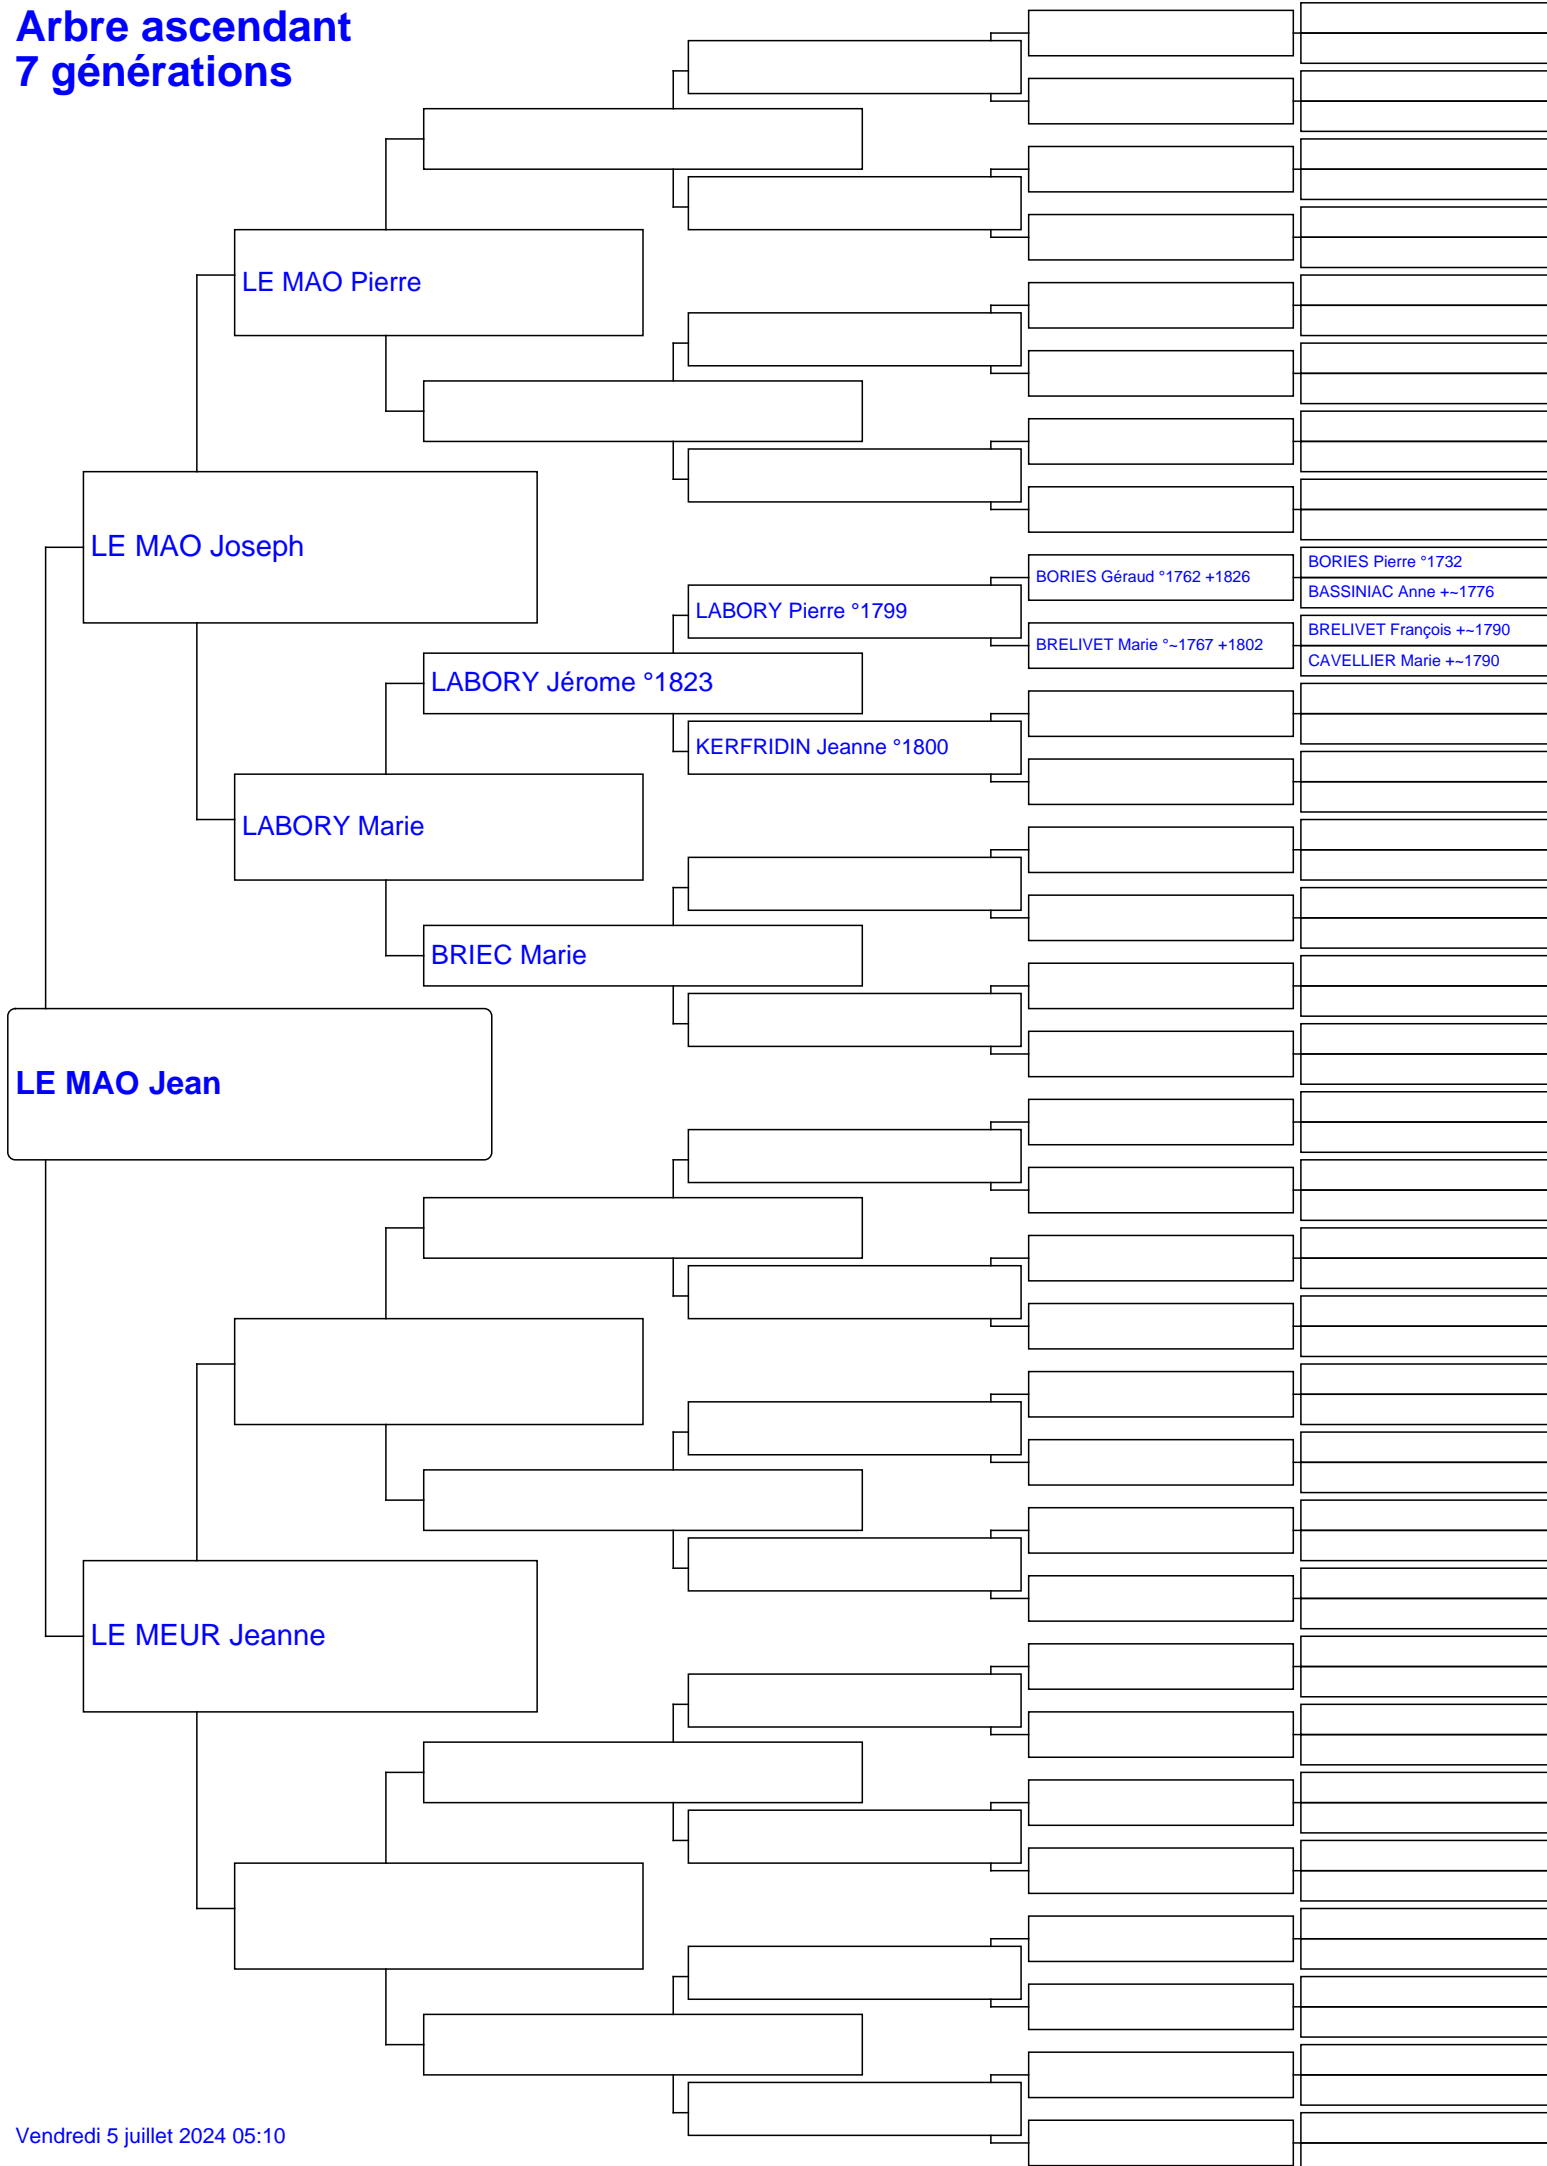 Arbre ascendant
7 générations
LE MAO Pierre
LE MAO Joseph
BORIES Pierre °1732
BORIES Géraud °1762 +1826
BASSINIAC Anne +~1776
LABORY Pierre °1799
BRELIVET François +~1790
BRELIVET Marie °~1767 +1802
CAVELLIER Marie +~1790
LABORY Jérome °1823
KERFRIDIN Jeanne °1800
LABORY Marie
BRIEC Marie
LE MAO Jean
LE MEUR Jeanne
Vendredi 5 juillet 2024 05:10